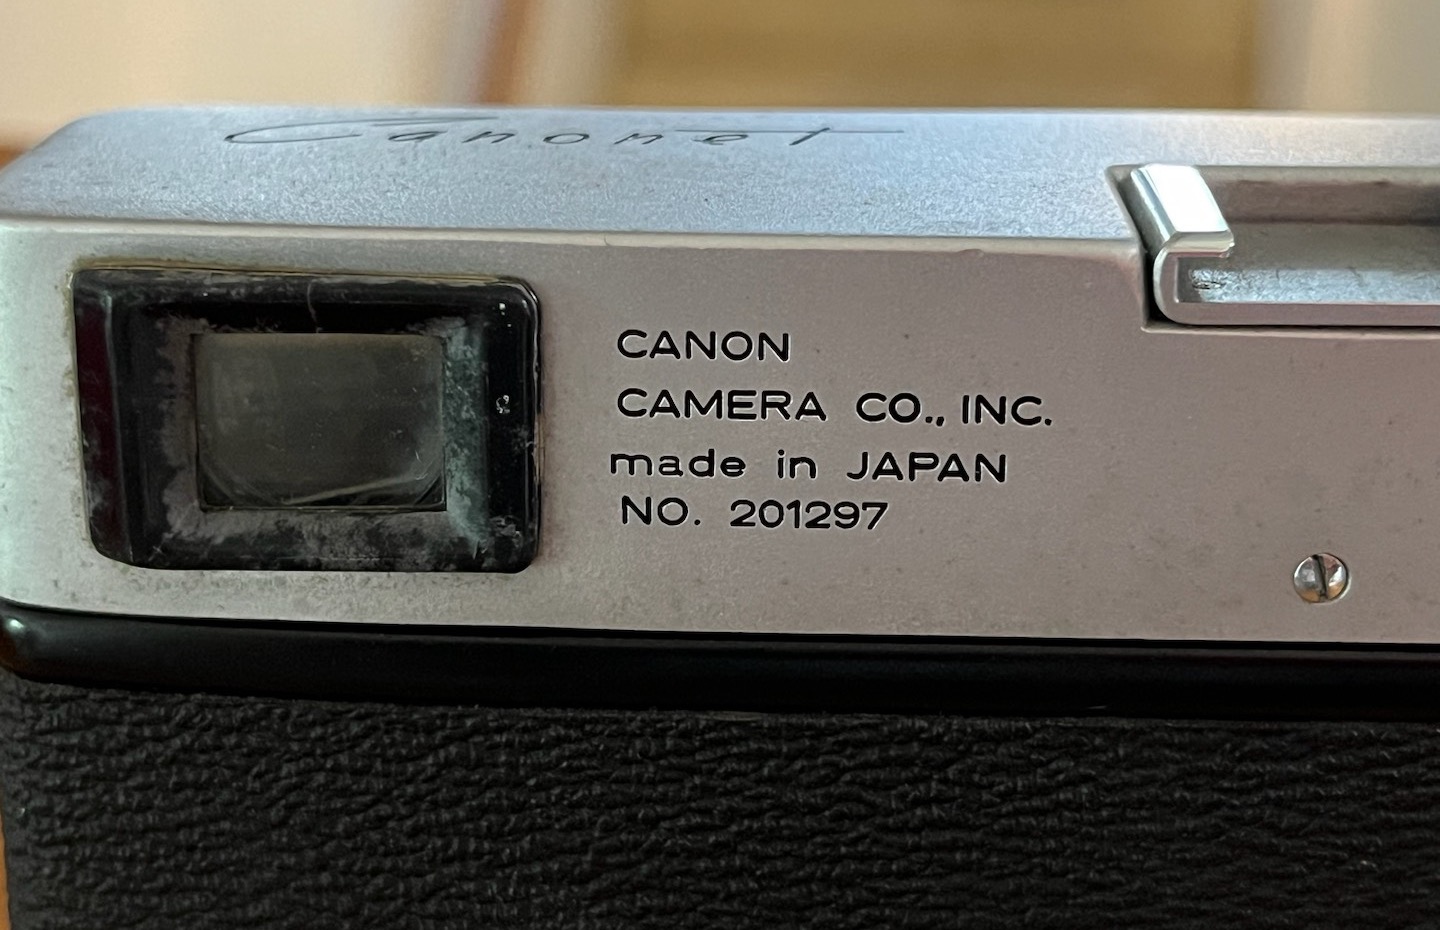 Canonet
CANON
CAMERA CO., INC.
made in JAPAN
NO. 201297